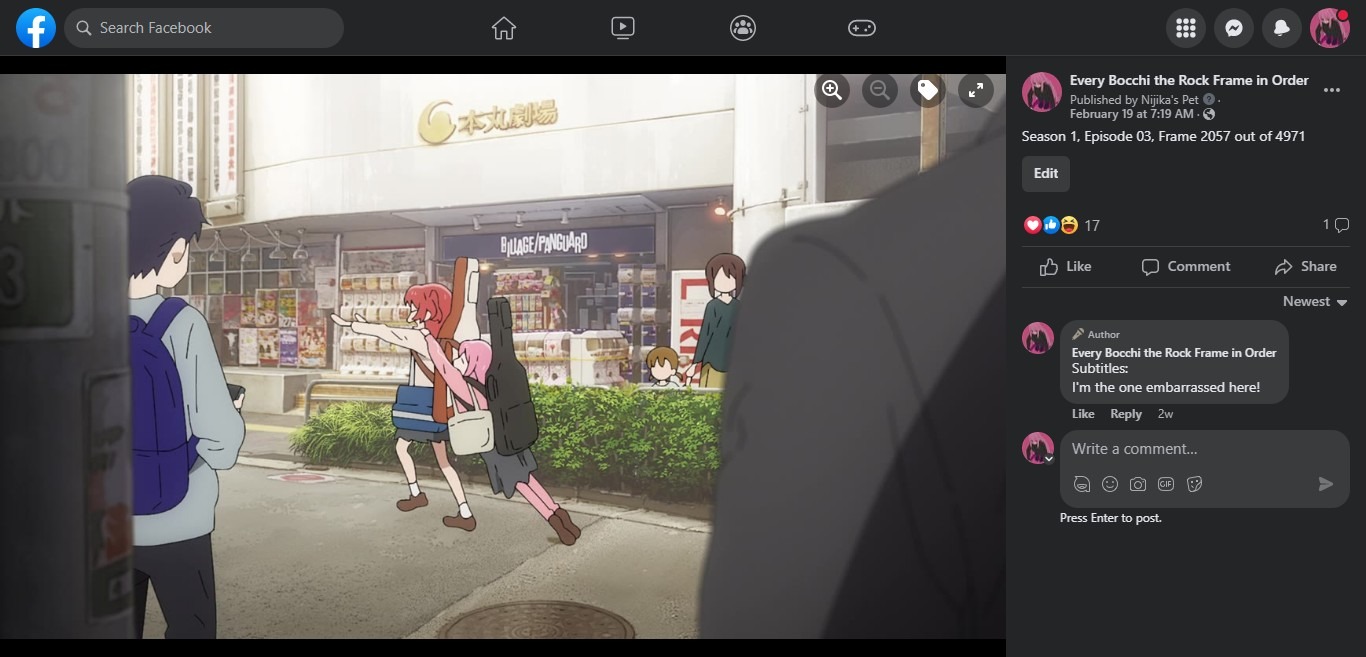 Search Facebook
本丸劇場
BILLAGE/PANGUARD
Every Bocchi the Rock Frame in Order
Published by Nijika's Pet ·
February 19 at 7:19 AM ·
Season 1, Episode 03, Frame 2057 out of 4971
Edit
17
1
Like
Comment
Share
Newest
Author
Every Bocchi the Rock Frame in Order
Subtitles:
I'm the one embarrassed here!
Like Reply 2w
Write a comment...
GIF
Press Enter to post.